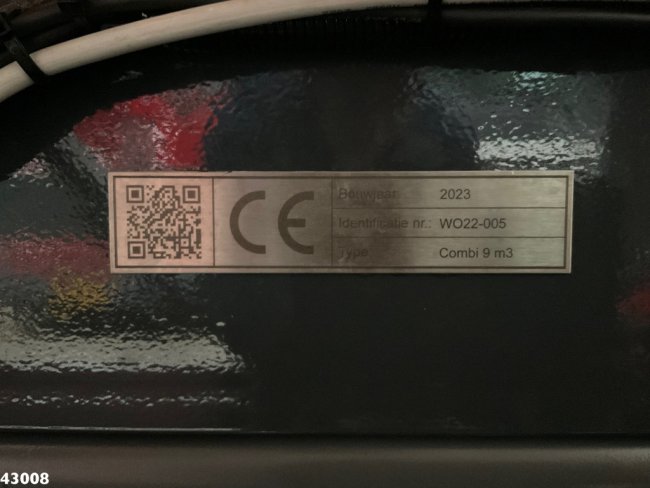 CE
Bouwjaar 2023
Identificatie nr.: WO22-005
Type Combi 9 m3
43008